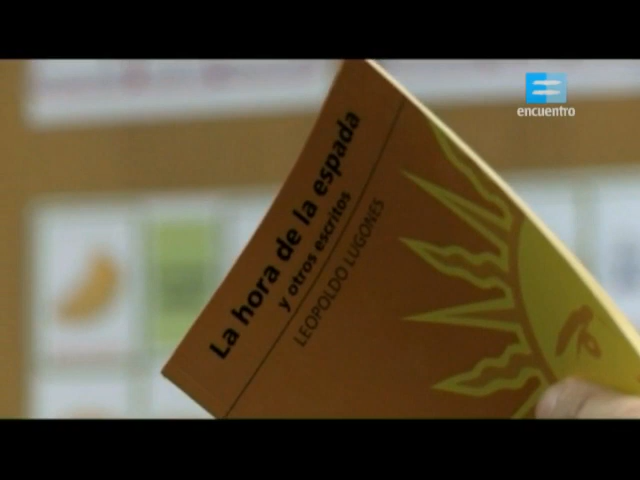 encuentro
La hora de la espada
y otros escritos
LEOPOLDO LUGONES